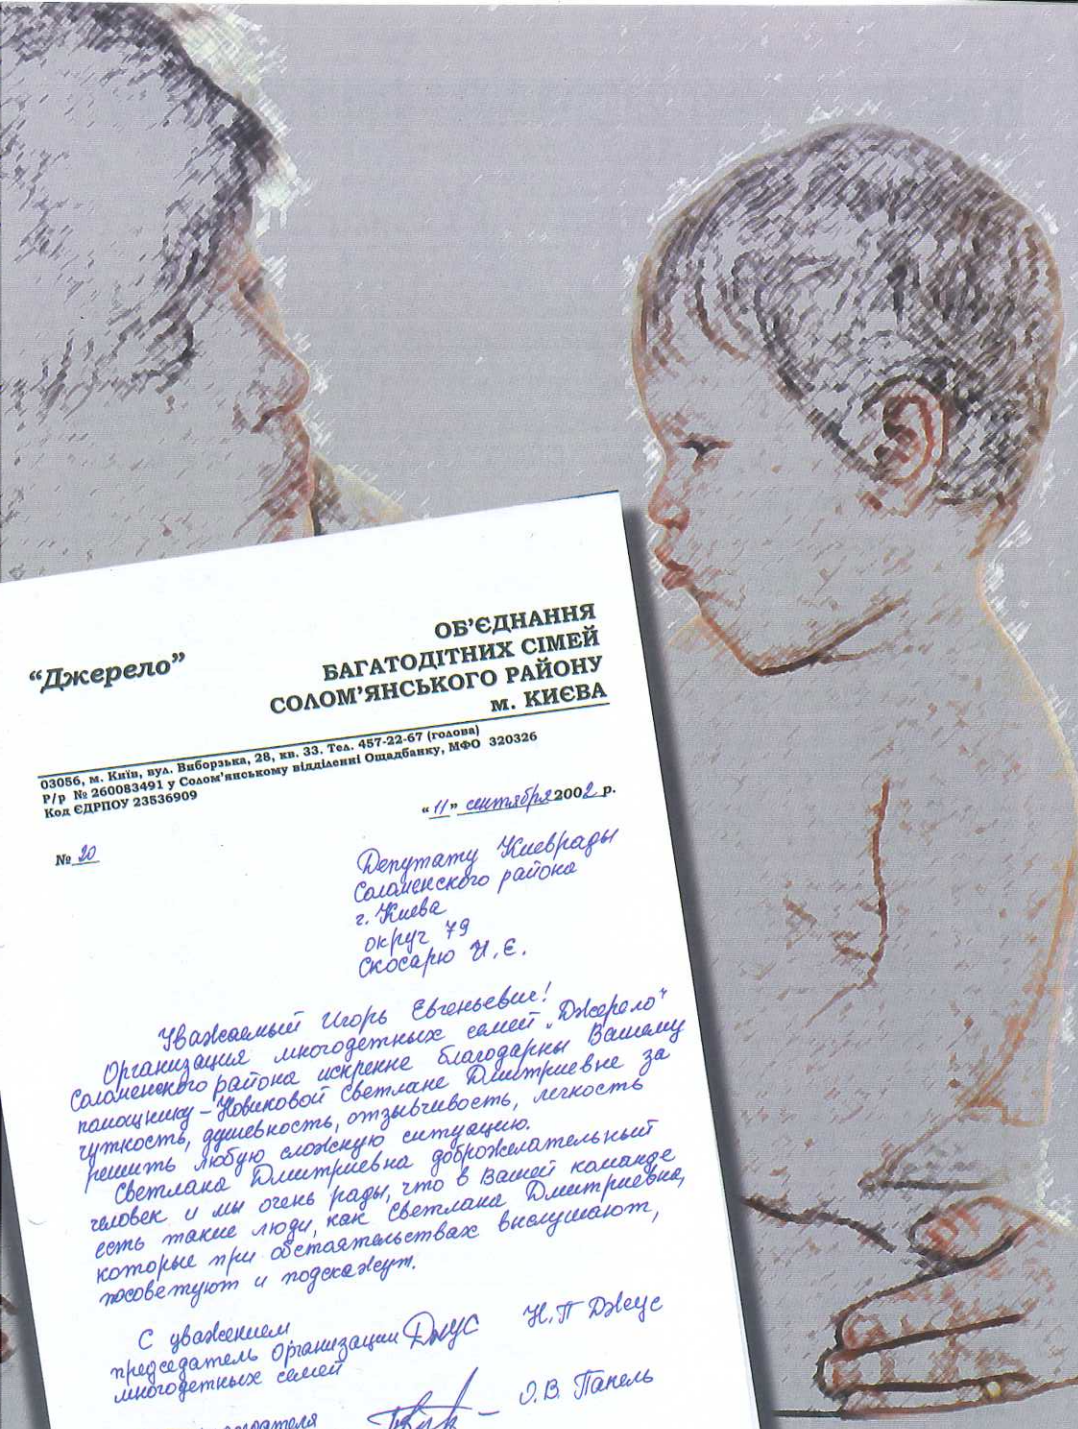 “Джерело”
ОБ’ЄДНАННЯ
БАГАТОДІТНИХ СІМЕЙ
СОЛОМ’ЯНСЬКОГО РАЙОНУ
м. КИЄВА
03056, м. Київ, вул. Виборзька, 28, кв. 33. Тел. 457-22-67 (голова)
Р/р № 260083491 у Солом’янському відділенні Ощадбанку, МФО 320326
Код ЄДРПОУ 23536909
“11” сентября 2002 р.
№ 20
Депутату Киеврады
Соломенского района
г. Киева
округ 79
Скосарю И. Є.
Уважаемый Игорь Евгеньевич!
Организация многодетных семей „Джерело“
Соломенского района искренне благодарны Вашему
помощнику – Новиковой Светлане Дмитриевне за
чуткость, душевность, отзывчивость, легкость
решить любую сложную ситуацию.
Светлана Дмитриевна доброжелательный
человек и мы очень рады, что в Вашей команде
есть такие люди, как Светлана Дмитриевна,
которые при обстоятельствах выслушают,
посоветуют и подскажут.
С уважением
председатель Организации Джус Н.П Джеус
многодетных семей
О.В. Папель